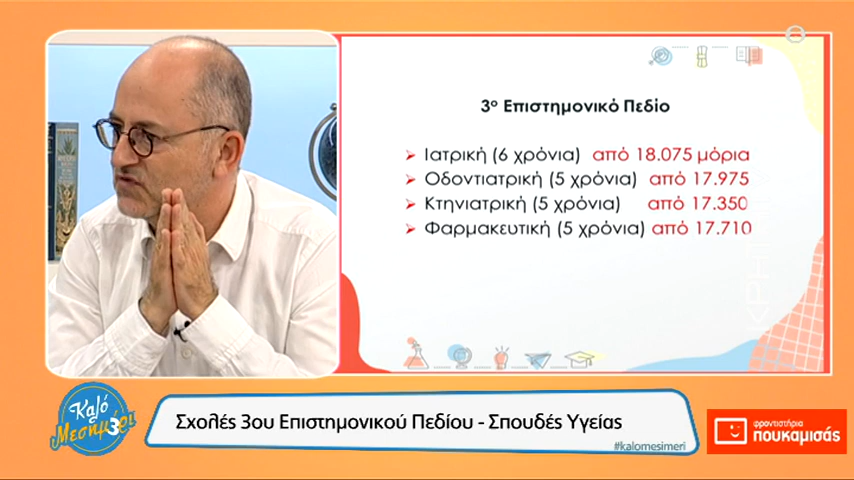 3ο Επιστημονικό Πεδίο
Ιατρική (6 χρόνια) από 18.075 μόρια
Οδοντιατρική (5 χρόνια) από 17.975
Κτηνιατρική (5 χρόνια) από 17.350
Φαρμακευτική (5 χρόνια) από 17.710
ΚΡΗΤΗ
Καλό
Μεσημέρι
3
Σχολές 3ου Επιστημονικού Πεδίου - Σπουδές Υγείας
#kalomesimeri
φροντιστήρια
πουκαμισάς